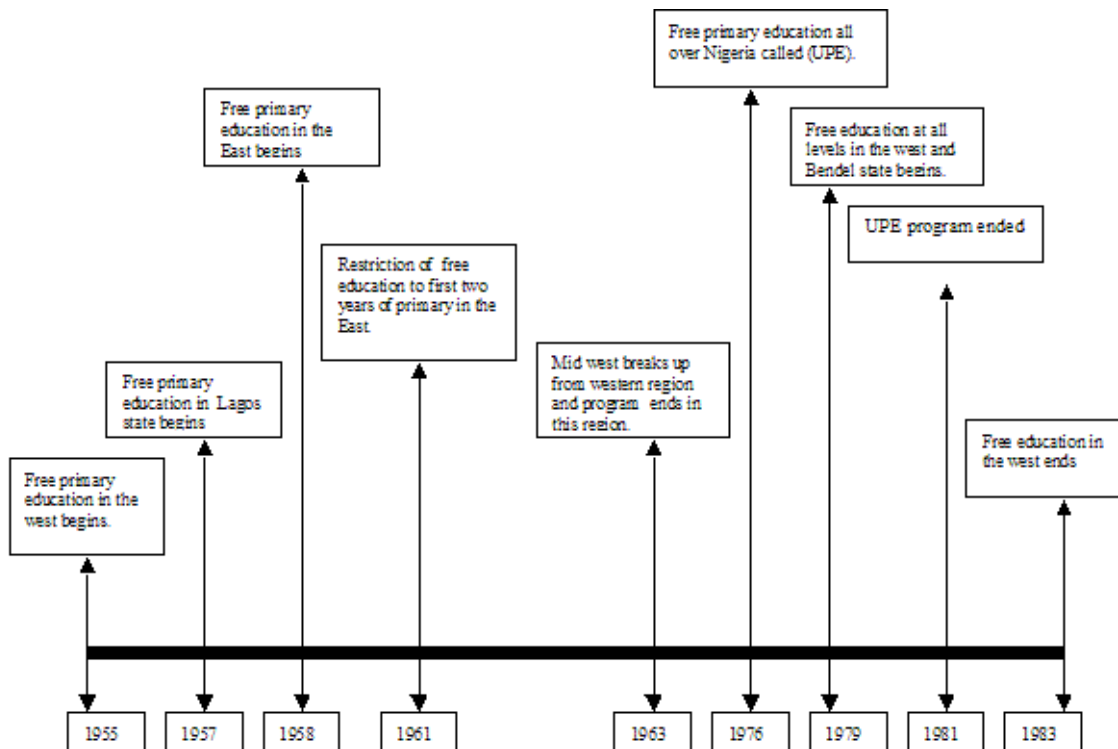 Free primary education all
over Nigeria called (UPE).
Free primary
education in the
East begins
Free education at all
levels in the west and
Bendel state begins.
UPE program ended
Restriction of free
education to first two
years of primary in the
East.
Mid west breaks up
from western region
and program ends in
this region.
Free primary
education in Lagos
state begins
Free education in
the west ends
Free primary
education in the
west begins.
1955
1957
1958
1961
1963
1976
1979
1981
1983